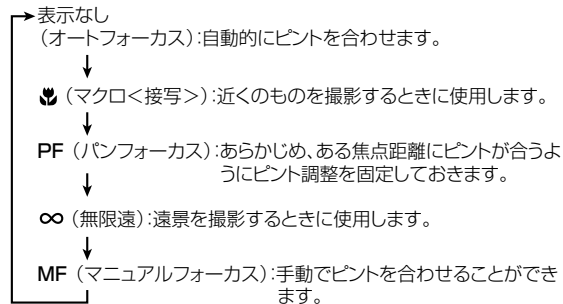 表示なし
（オートフォーカス）：自動的にピントを合わせます。
（マクロ＜接写＞）：近くのものを撮影するときに使用します。
PF（パンフォーカス）：あらかじめ、ある焦点距離にピントが合うよ
うにピント調整を固定しておきます。
∞（無限遠）：遠景を撮影するときに使用します。
MF（マニュアルフォーカス）：手動でピントを合わせることができ
ます。